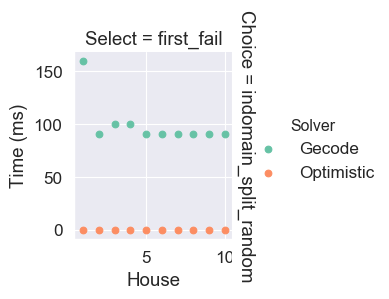 Select = first_fail
150
100
50
0
Time (ms)
5
10
House
Choice = indomain_split_random
Solver
Gecode
Optimistic